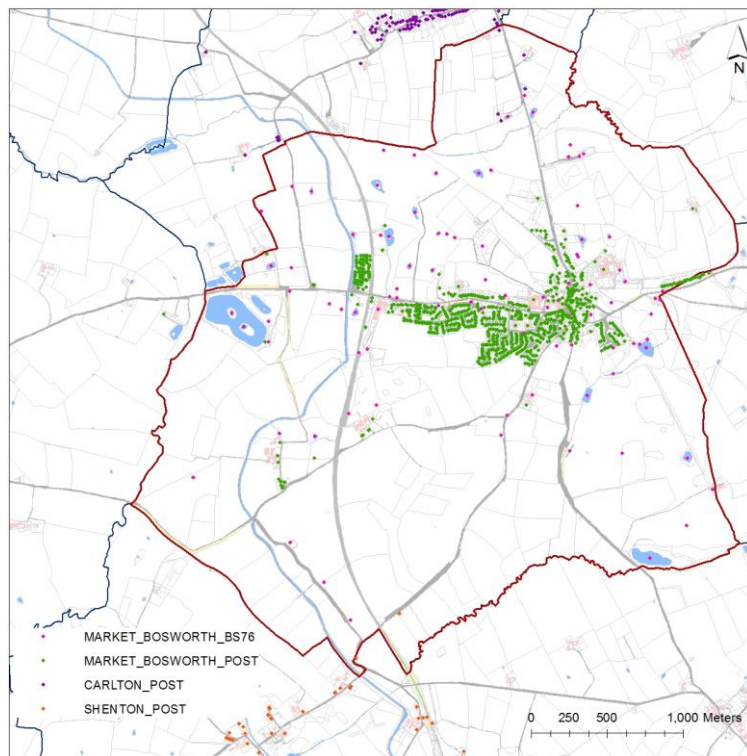 N
MARKET_BOSWORTH_BS76
MARKET_BOSWORTH_POST
CARLTON_POST
SHENTON_POST
0 250 500 1,000 Meters